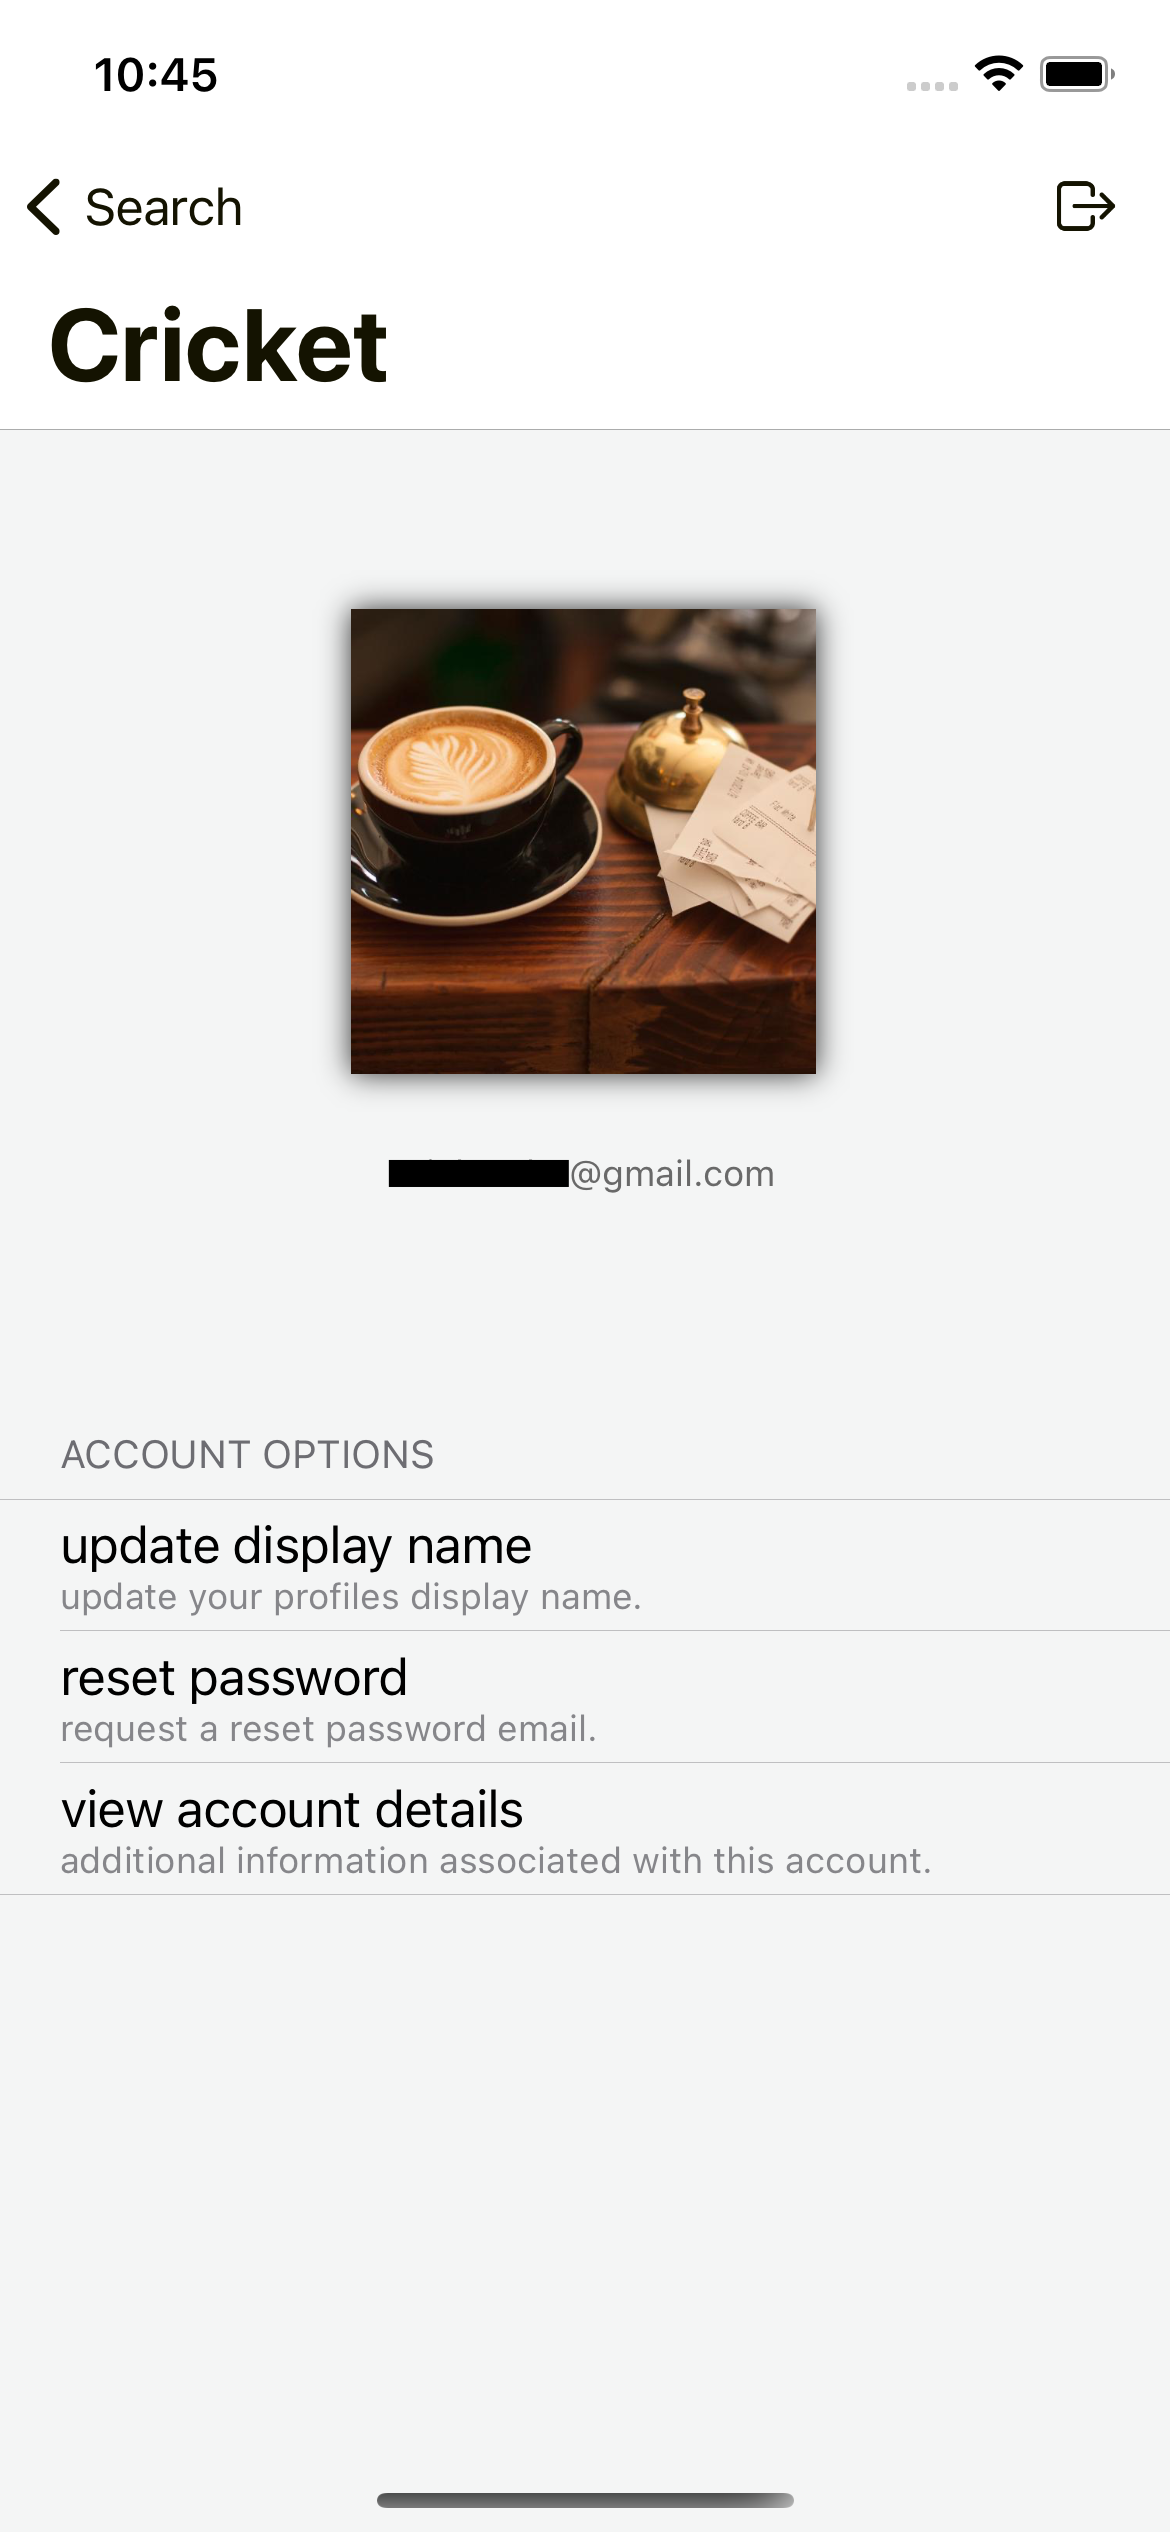 10:45
Search
Cricket
@gmail.com
ACCOUNT OPTIONS
update display name
update your profiles display name.
reset password
request a reset password email.
view account details
additional information associated with this account.